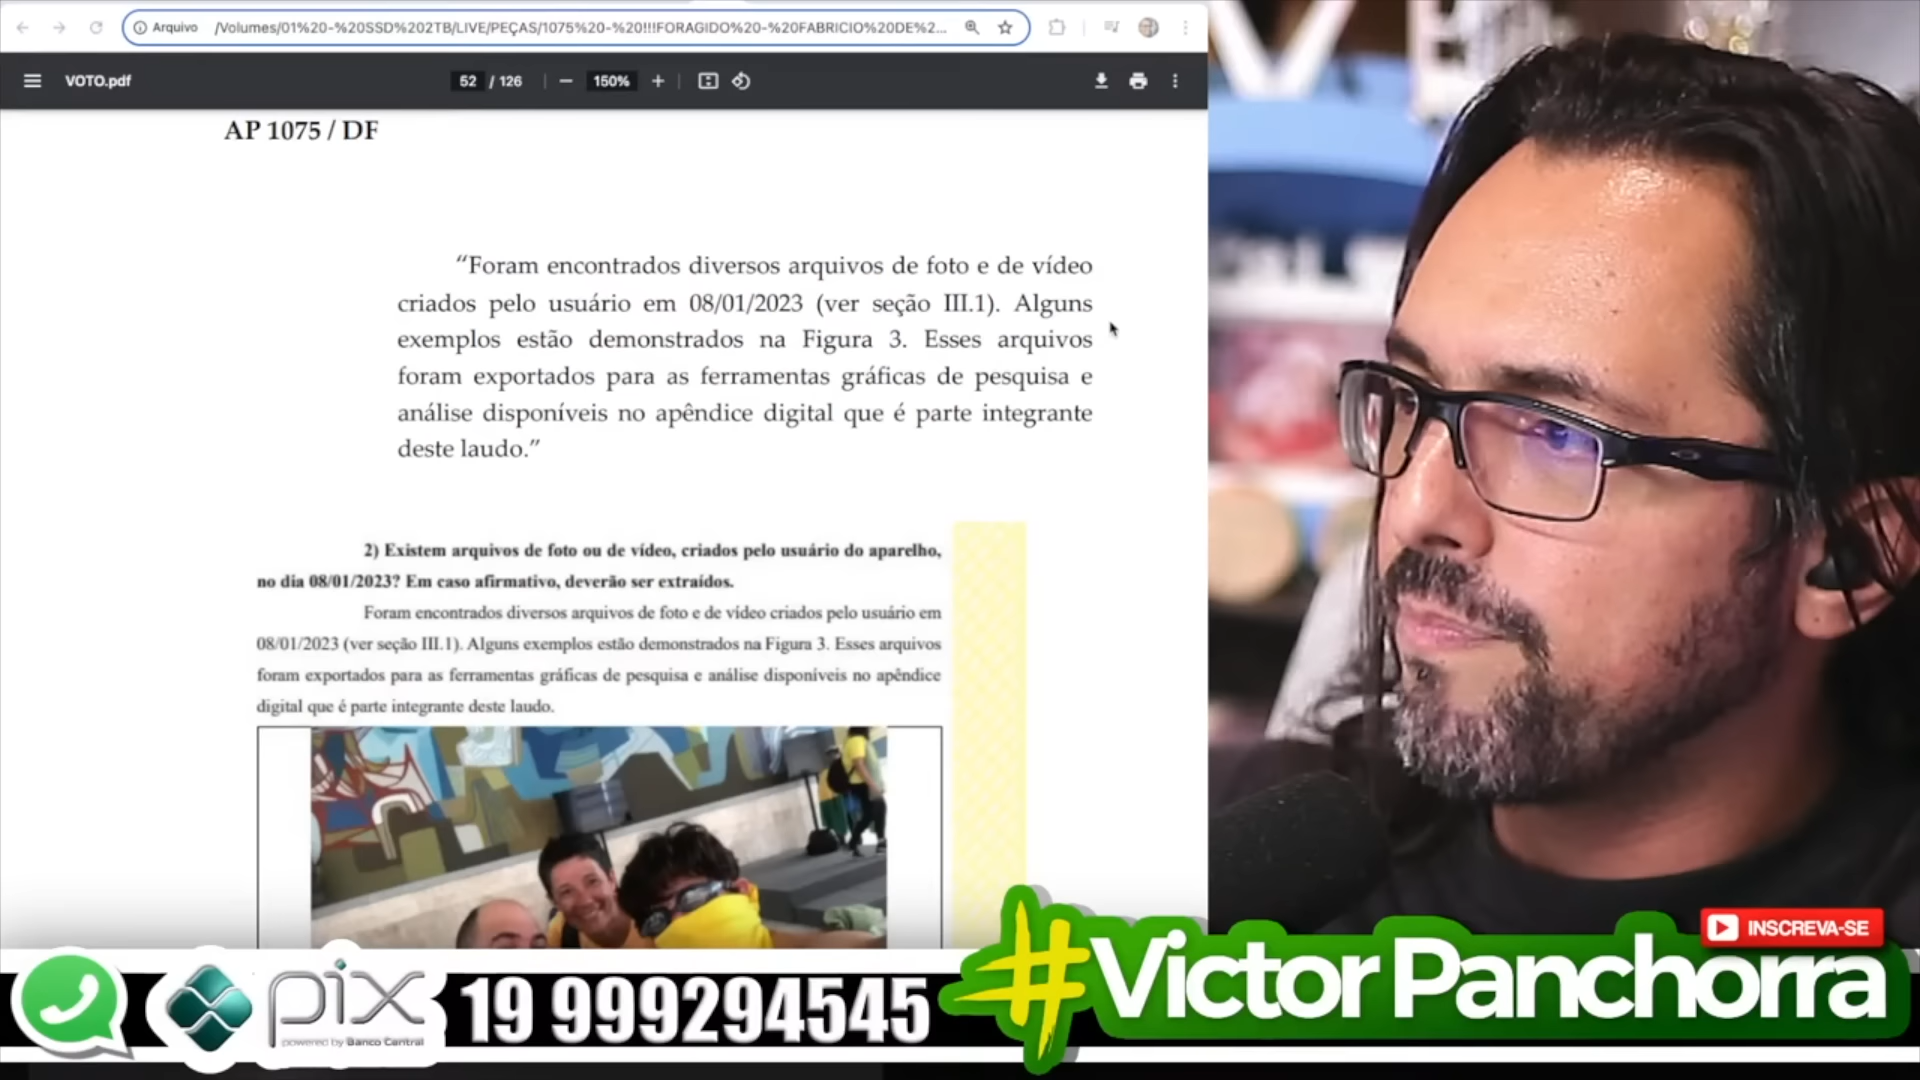 Arquivo /Volumes/01%20-%20SSD%202TB/LIVE/PEÇAS/1075%20-%20!!!FORAGIDO%20-%20FABRICIO%20DE%2...
VOTO.pdf 52 / 126 150%
AP 1075 / DF
“Foram encontrados diversos arquivos de foto e de vídeo
criados pelo usuário em 08/01/2023 (ver seção III.1). Alguns
exemplos estão demonstrados na Figura 3. Esses arquivos
foram exportados para as ferramentas gráficas de pesquisa e
análise disponíveis no apêndice digital que é parte integrante
deste laudo.”
2) Existem arquivos de foto ou de vídeo, criados pelo usuário do aparelho,
no dia 08/01/2023? Em caso afirmativo, deverão ser extraídos.
Foram encontrados diversos arquivos de foto e de vídeo criados pelo usuário em
08/01/2023 (ver seção III.1). Alguns exemplos estão demonstrados na Figura 3. Esses arquivos
foram exportados para as ferramentas gráficas de pesquisa e análise disponíveis no apêndice
digital que é parte integrante deste laudo.
INSCREVA-SE
pix
powered by Banco Central
19 999294545
#Victor Panchorra